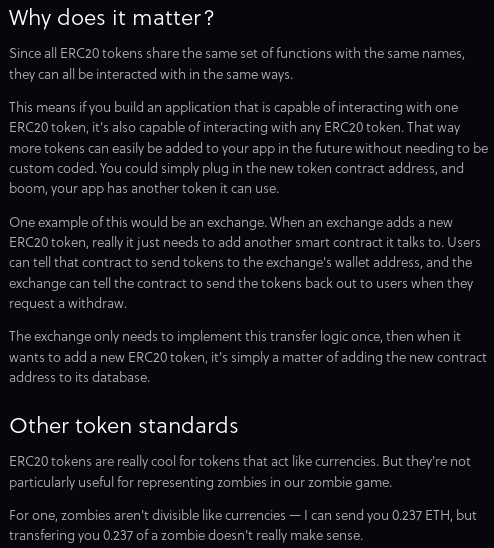 Why does it matter?
Since all ERC20 tokens share the same set of functions with the same names,
they can all be interacted with in the same ways.
This means if you build an application that is capable of interacting with one
ERC20 token, it's also capable of interacting with any ERC20 token. That way
more tokens can easily be added to your app in the future without needing to be
custom coded. You could simply plug in the new token contract address, and
boom, your app has another token it can use.
One example of this would be an exchange. When an exchange adds a new
ERC20 token, really it just needs to add another smart contract it talks to. Users
can tell that contract to send tokens to the exchange's wallet address, and the
exchange can tell the contract to send the tokens back out to users when they
request a withdraw.
The exchange only needs to implement this transfer logic once, then when it
wants to add a new ERC20 token, it's simply a matter of adding the new contract
address to its database.
Other token standards
ERC20 tokens are really cool for tokens that act like currencies. But they're not
particularly useful for representing zombies in our zombie game.
For one, zombies aren't divisible like currencies — I can send you 0.237 ETH, but
transfering you 0.237 of a zombie doesn't really make sense.